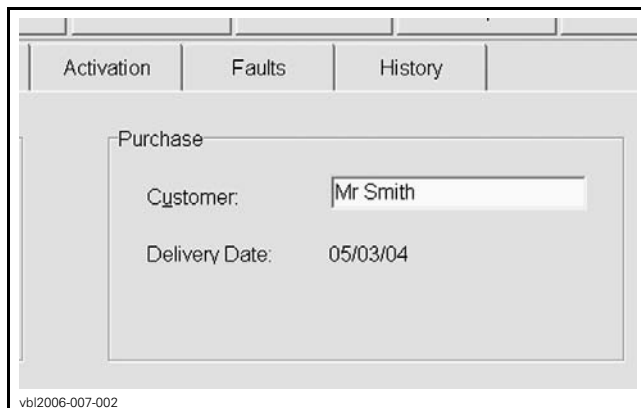 Activation Faults History
Purchase
Customer: Mr Smith
Delivery Date: 05/03/04
vbl2006-007-002